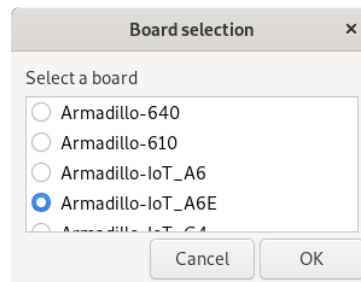 Board selection
Select a board
Armadillo-640
Armadillo-610
Armadillo-IoT_A6
Armadillo-IoT_A6E
Cancel
OK